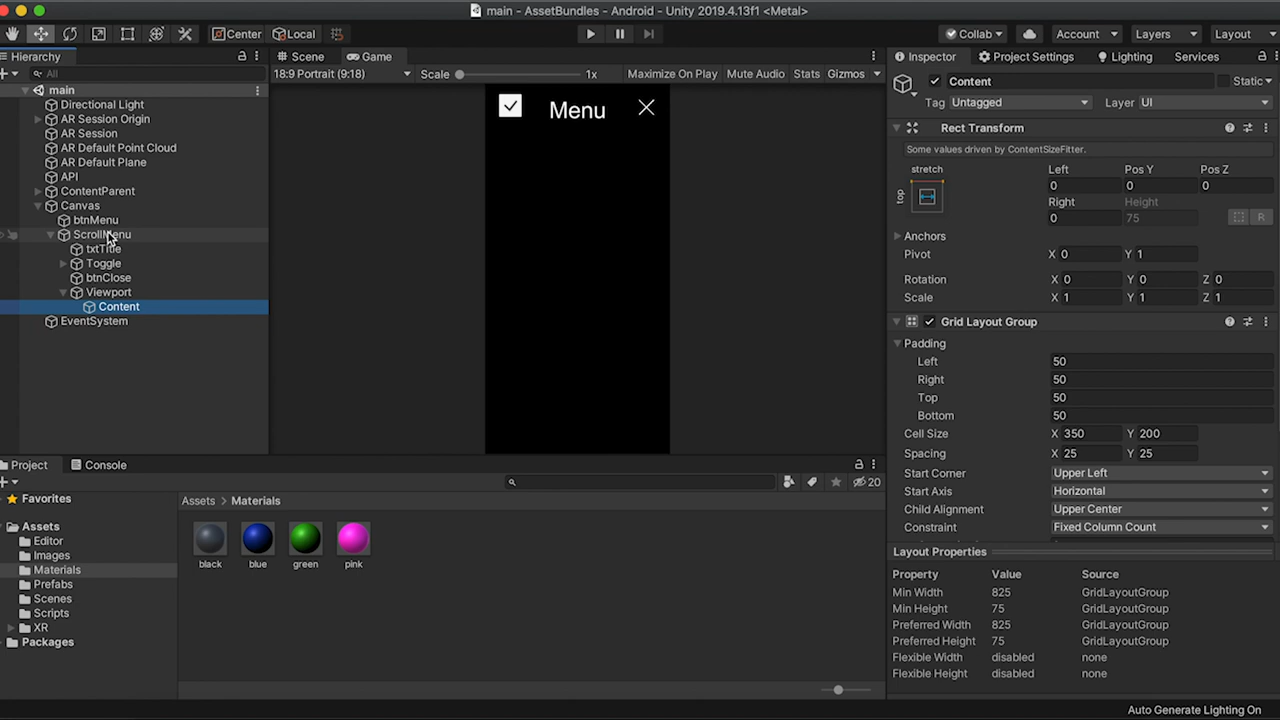 main - AssetBundles - Android - Unity 2019.4.13f1 <Metal>
Center Local Collab Account Layers Layout
Hierarchy
All
main
Directional Light
AR Session Origin
AR Session
AR Default Point Cloud
AR Default Plane
API
ContentParent
Canvas
btnMenu
ScrollMenu
txtTitle
Toggle
btnClose
Viewport
Content
EventSystem
Scene Game
18:9 Portrait (9:18) Scale 1x Maximize On Play Mute Audio Stats Gizmos
Menu
Inspector Project Settings Lighting Services
Content Static
Tag Untagged Layer UI
Rect Transform
Some values driven by ContentSizeFitter.
stretch Left Pos Y Pos Z
top 0 0 0
Right Height
0 75 R
Anchors
Pivot X 0 Y 1
Rotation X 0 Y 0 Z 0
Scale X 1 Y 1 Z 1
Grid Layout Group
Padding
Left 50
Right 50
Top 50
Bottom 50
Cell Size X 350 Y 200
Spacing X 25 Y 25
Start Corner Upper Left
Start Axis Horizontal
Child Alignment Upper Center
Constraint Fixed Column Count
Layout Properties
Property Value Source
Min Width 825 GridLayoutGroup
Min Height 75 GridLayoutGroup
Preferred Width 825 GridLayoutGroup
Preferred Height 75 GridLayoutGroup
Flexible Width disabled none
Flexible Height disabled none
Project Console
20
Favorites
Assets
Editor
Images
Materials
Prefabs
Scenes
Scripts
XR
Packages
Assets > Materials
black blue green pink
Auto Generate Lighting On